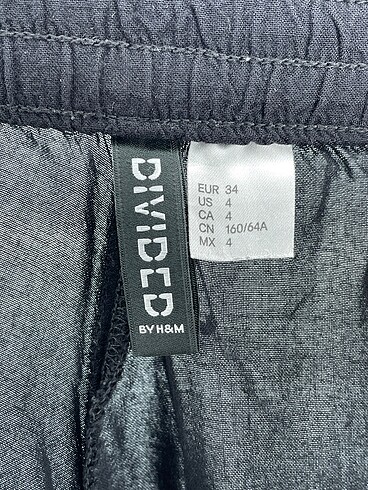 DIVIDED
BY H&M
EUR 34
US 4
CA 4
CN 160/64A
MX 4